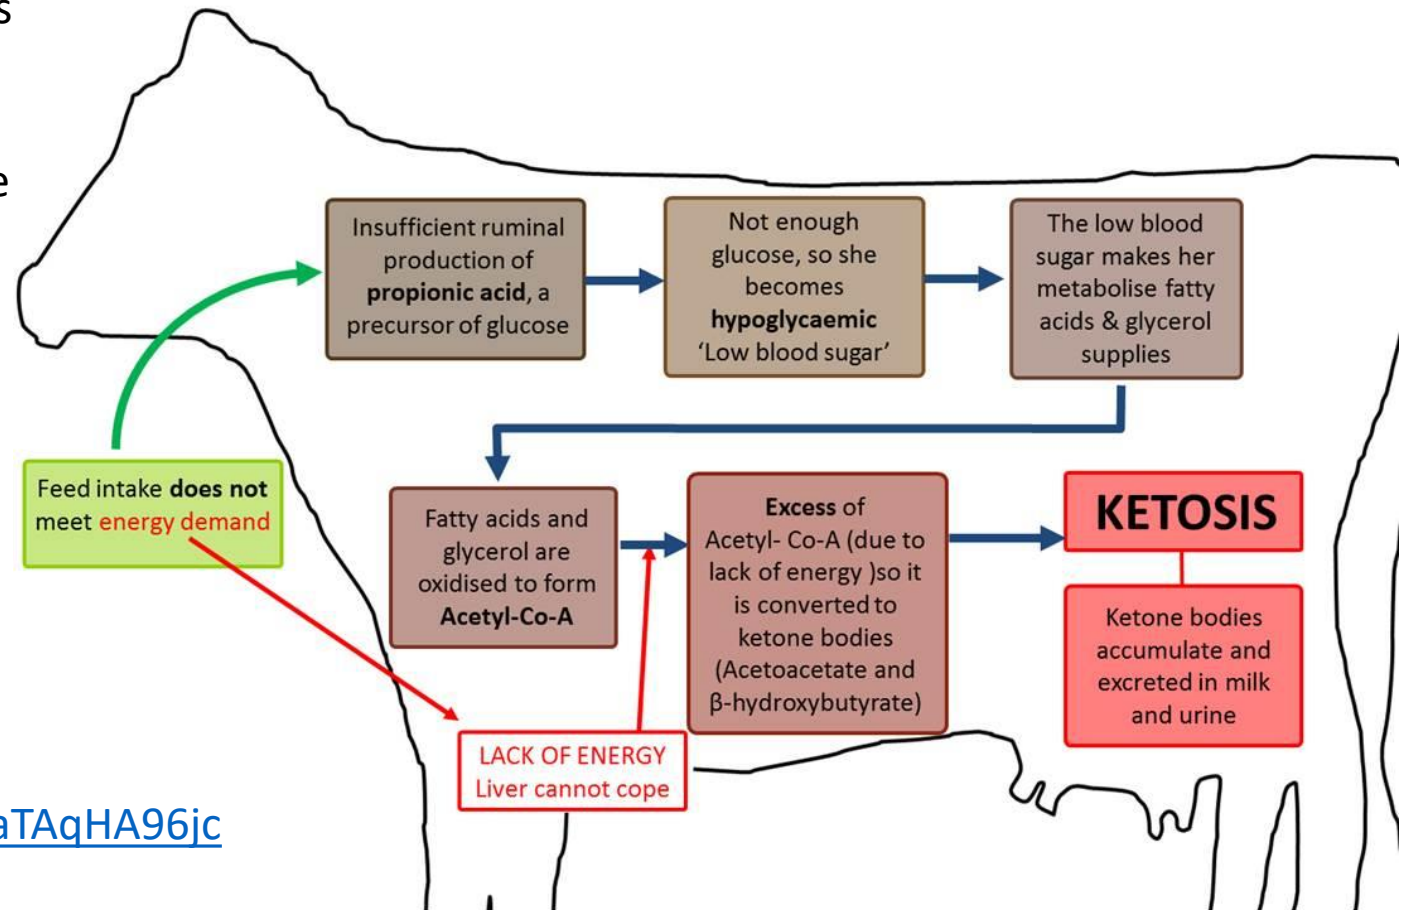 s
e
Insufficient ruminal
production of
propionic acid, a
precursor of glucose
Not enough
glucose, so she
becomes
hypoglycaemic
‘Low blood sugar’
The low blood
sugar makes her
metabolise fatty
acids & glycerol
supplies
Feed intake does not
meet energy demand
Fatty acids and
glycerol are
oxidised to form
Acetyl-Co-A
Excess of
Acetyl- Co-A (due to
lack of energy )so it
is converted to
ketone bodies
(Acetoacetate and
β-hydroxybutyrate)
KETOSIS
Ketone bodies
accumulate and
excreted in milk
and urine
LACK OF ENERGY
Liver cannot cope
aTAqHA96jc